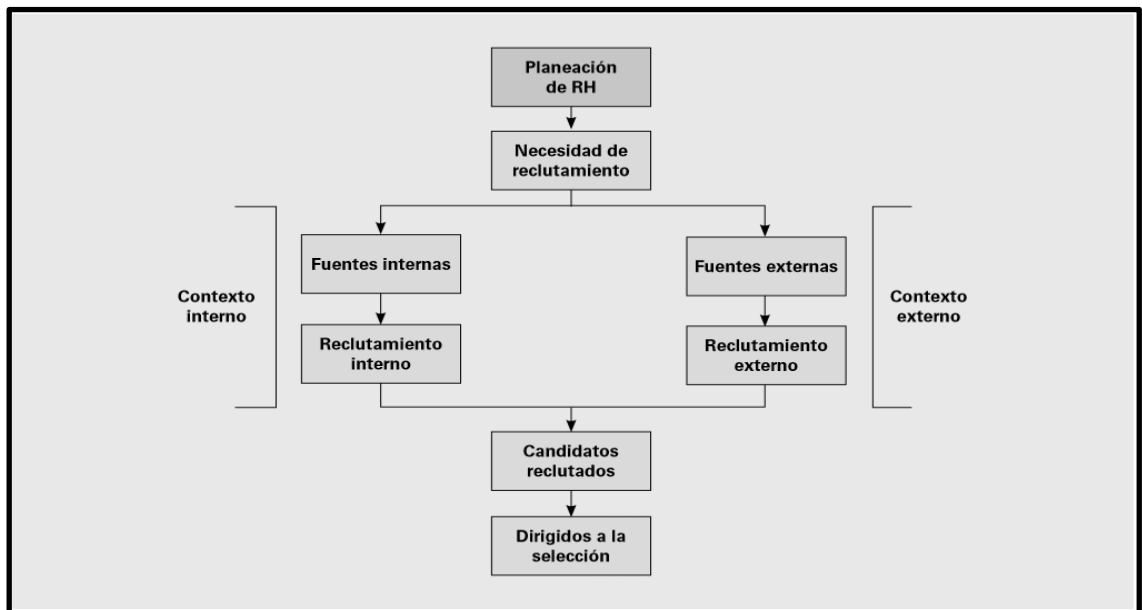 Planeación
de RH
Necesidad de
reclutamiento
Fuentes internas
Fuentes externas
Contexto
interno
Contexto
externo
Reclutamiento
interno
Reclutamiento
externo
Candidatos
reclutados
Dirigidos a la
selección